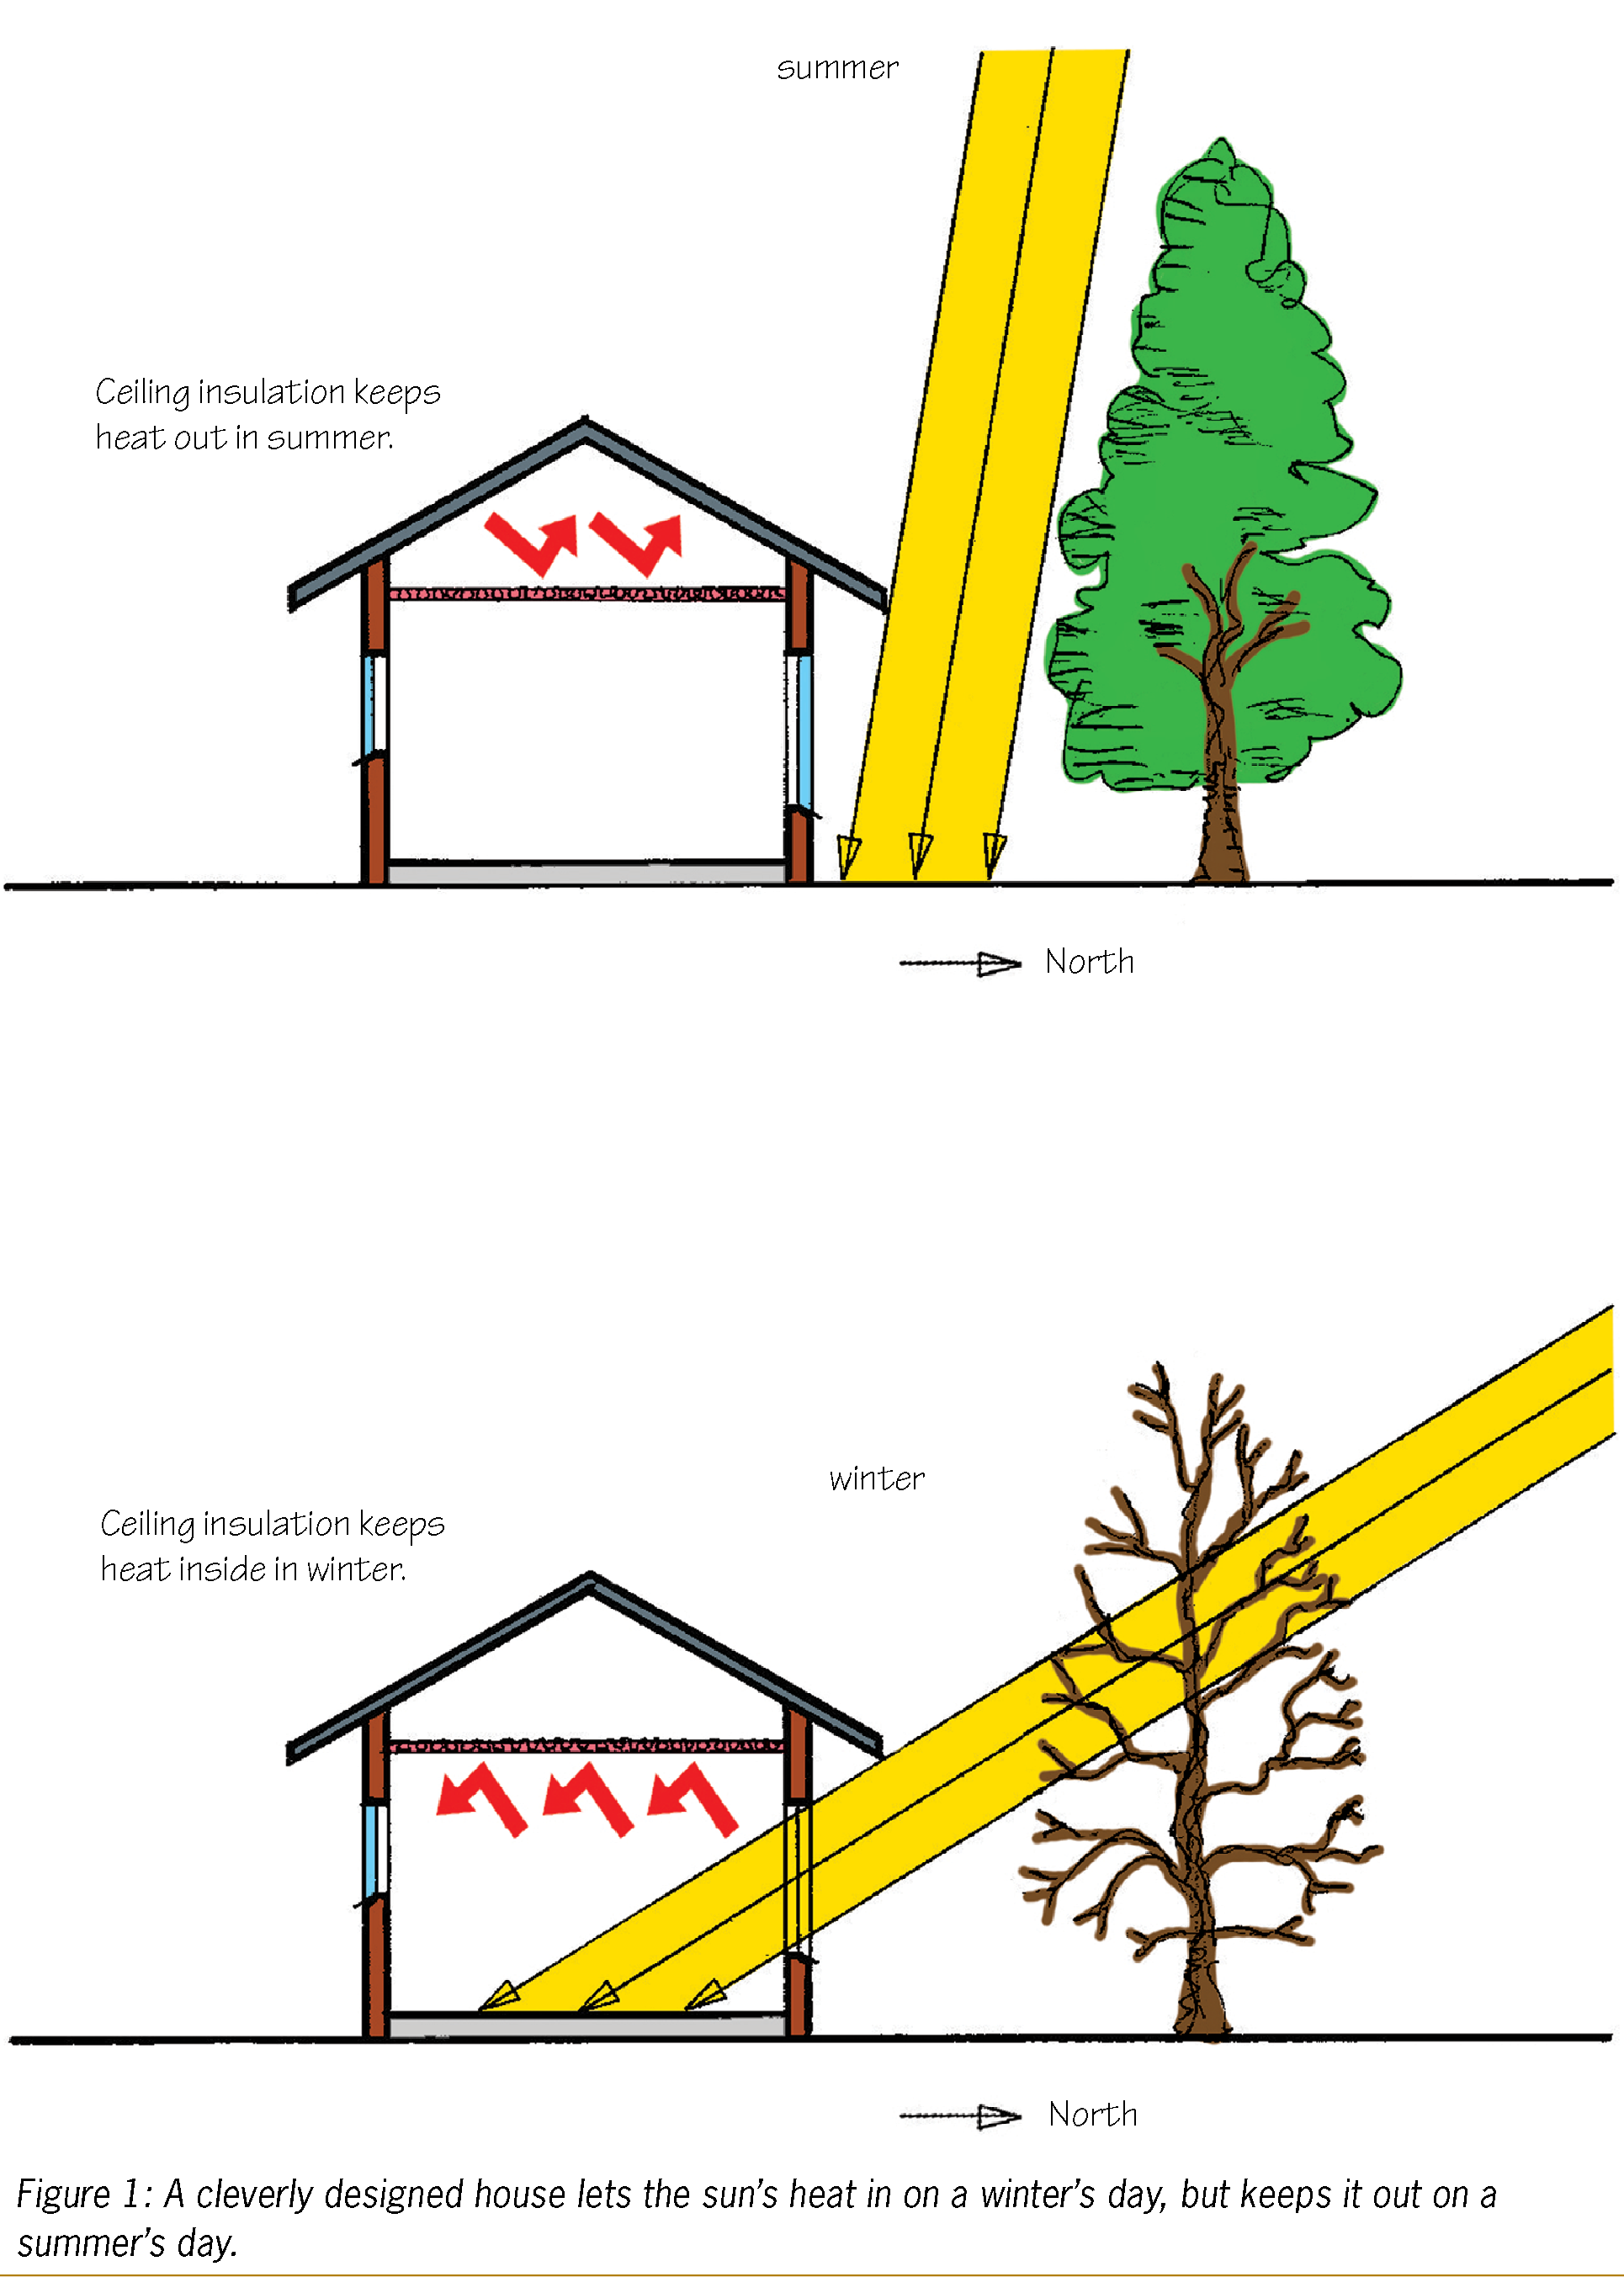 summer
Ceiling insulation keeps
heat out in summer.
North
winter
Ceiling insulation keeps
heat inside in winter.
North
Figure 1: A cleverly designed house lets the sun's heat in on a winter's day, but keeps it out on a
summer's day.